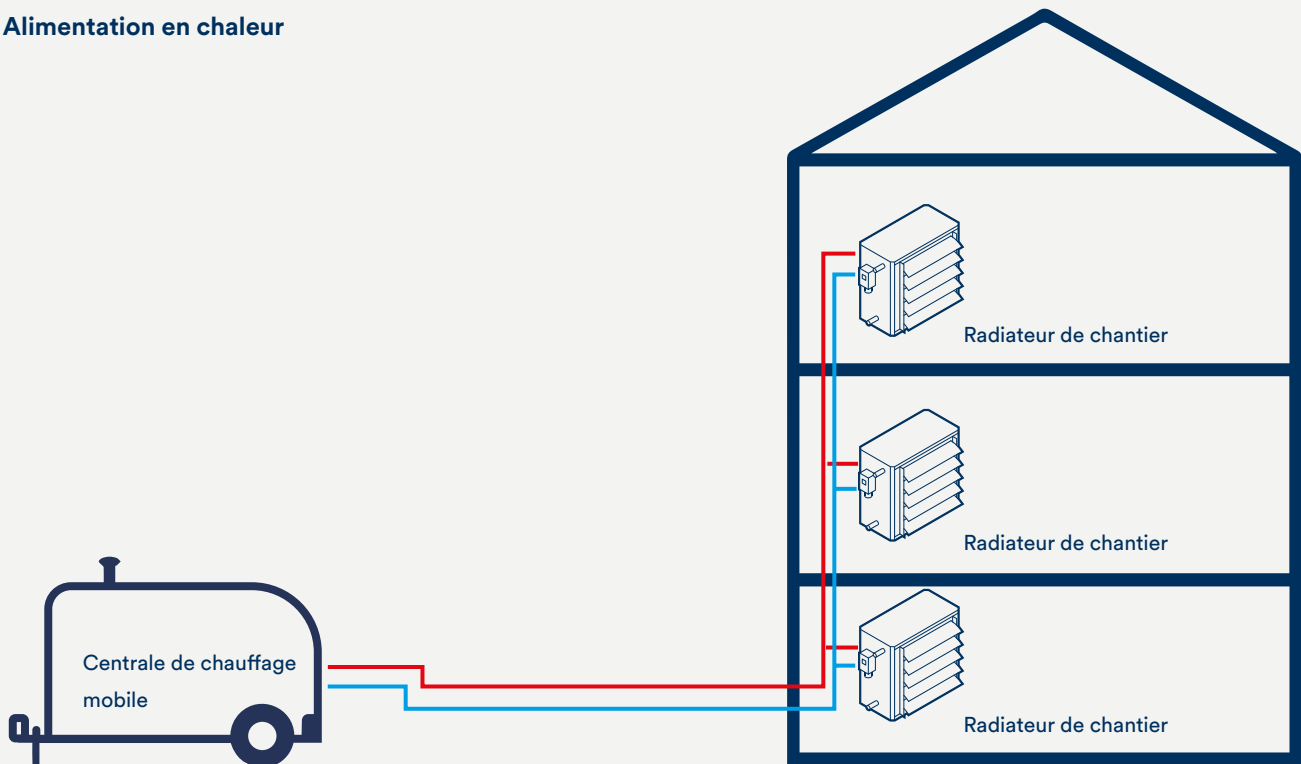 Alimentation en chaleur
Radiateur de chantier
Radiateur de chantier
Centrale de chauffage
mobile
Radiateur de chantier